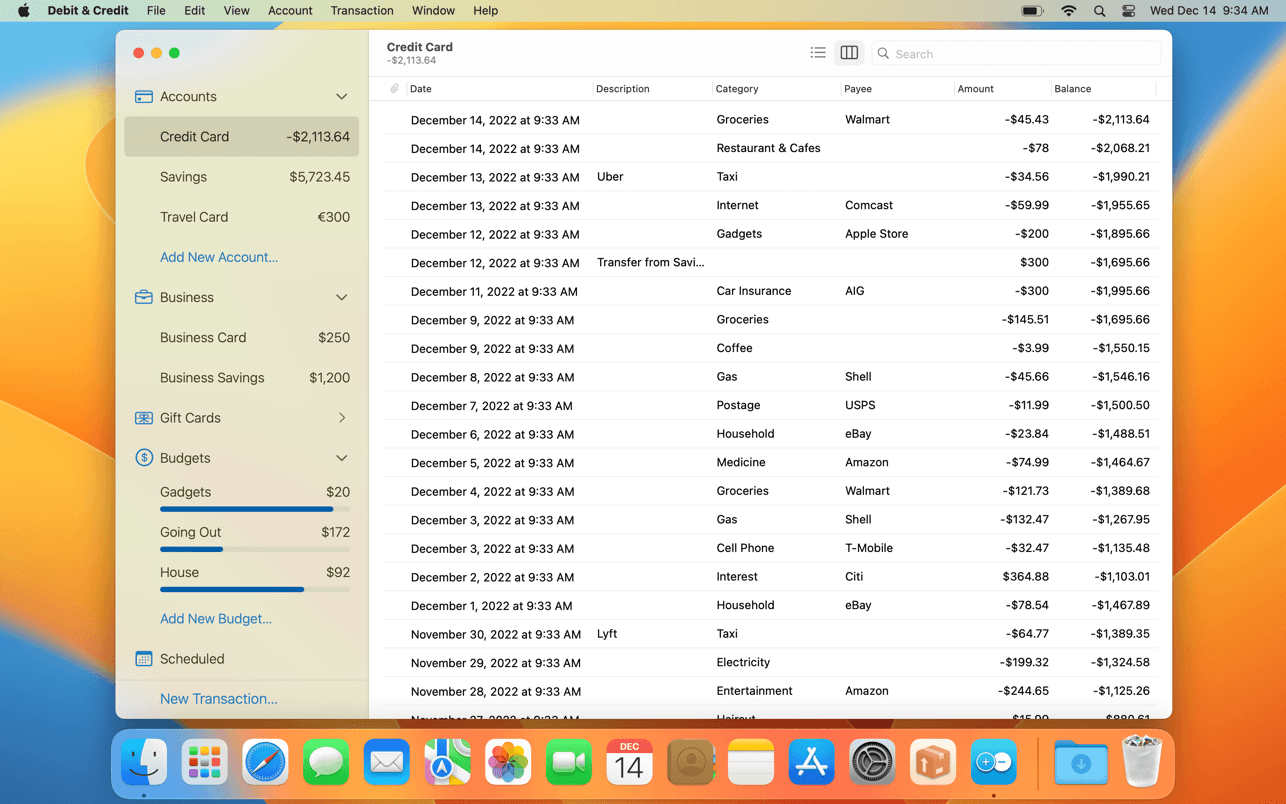 Debit & Credit File Edit View Account Transaction Window Help Wed Dec 14 9:34 AM
Accounts
Credit Card -$2,113.64
Savings $5,723.45
Travel Card €300
Add New Account...
Business
Business Card $250
Business Savings $1,200
Gift Cards
Budgets
Gadgets $20
Going Out $172
House $92
Add New Budget...
Scheduled
New Transaction...
Credit Card
-$2,113.64
Search
Date Description Category Payee Amount Balance
December 14, 2022 at 9:33 AM Groceries Walmart -$45.43 -$2,113.64
December 14, 2022 at 9:33 AM Restaurant & Cafes -$78 -$2,068.21
December 13, 2022 at 9:33 AM Uber Taxi -$34.56 -$1,990.21
December 13, 2022 at 9:33 AM Internet Comcast -$59.99 -$1,955.65
December 12, 2022 at 9:33 AM Gadgets Apple Store -$200 -$1,895.66
December 12, 2022 at 9:33 AM Transfer from Savi... $300 -$1,695.66
December 11, 2022 at 9:33 AM Car Insurance AIG -$300 -$1,995.66
December 9, 2022 at 9:33 AM Groceries -$145.51 -$1,695.66
December 9, 2022 at 9:33 AM Coffee -$3.99 -$1,550.15
December 8, 2022 at 9:33 AM Gas Shell -$45.66 -$1,546.16
December 7, 2022 at 9:33 AM Postage USPS -$11.99 -$1,500.50
December 6, 2022 at 9:33 AM Household eBay -$23.84 -$1,488.51
December 5, 2022 at 9:33 AM Medicine Amazon -$74.99 -$1,464.67
December 4, 2022 at 9:33 AM Groceries Walmart -$121.73 -$1,389.68
December 3, 2022 at 9:33 AM Gas Shell -$132.47 -$1,267.95
December 3, 2022 at 9:33 AM Cell Phone T-Mobile -$32.47 -$1,135.48
December 2, 2022 at 9:33 AM Interest Citi $364.88 -$1,103.01
December 1, 2022 at 9:33 AM Household eBay -$78.54 -$1,467.89
November 30, 2022 at 9:33 AM Lyft Taxi -$64.77 -$1,389.35
November 29, 2022 at 9:33 AM Electricity -$199.32 -$1,324.58
November 28, 2022 at 9:33 AM Entertainment Amazon -$244.65 -$1,125.26
DEC
14